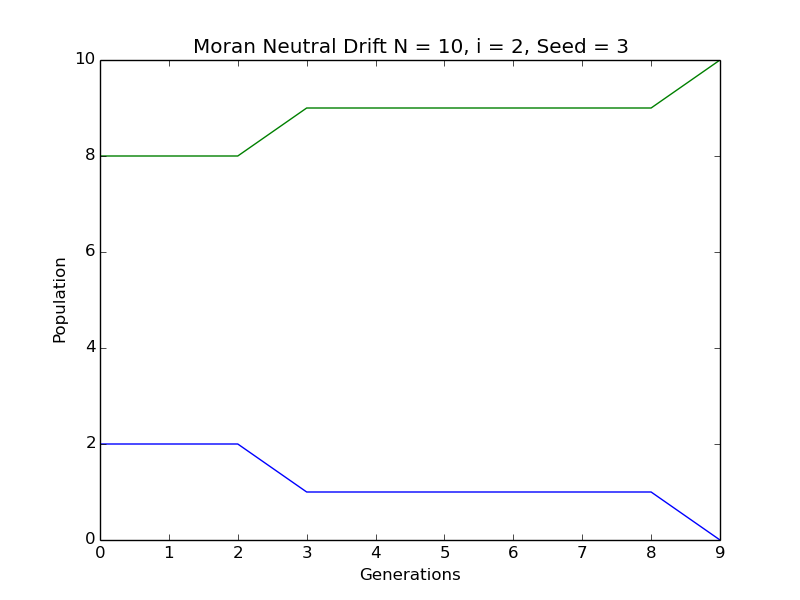 Moran Neutral Drift N = 10, i = 2, Seed = 3
10
8
6
4
2
0
Population
0 1 2 3 4 5 6 7 8 9
Generations